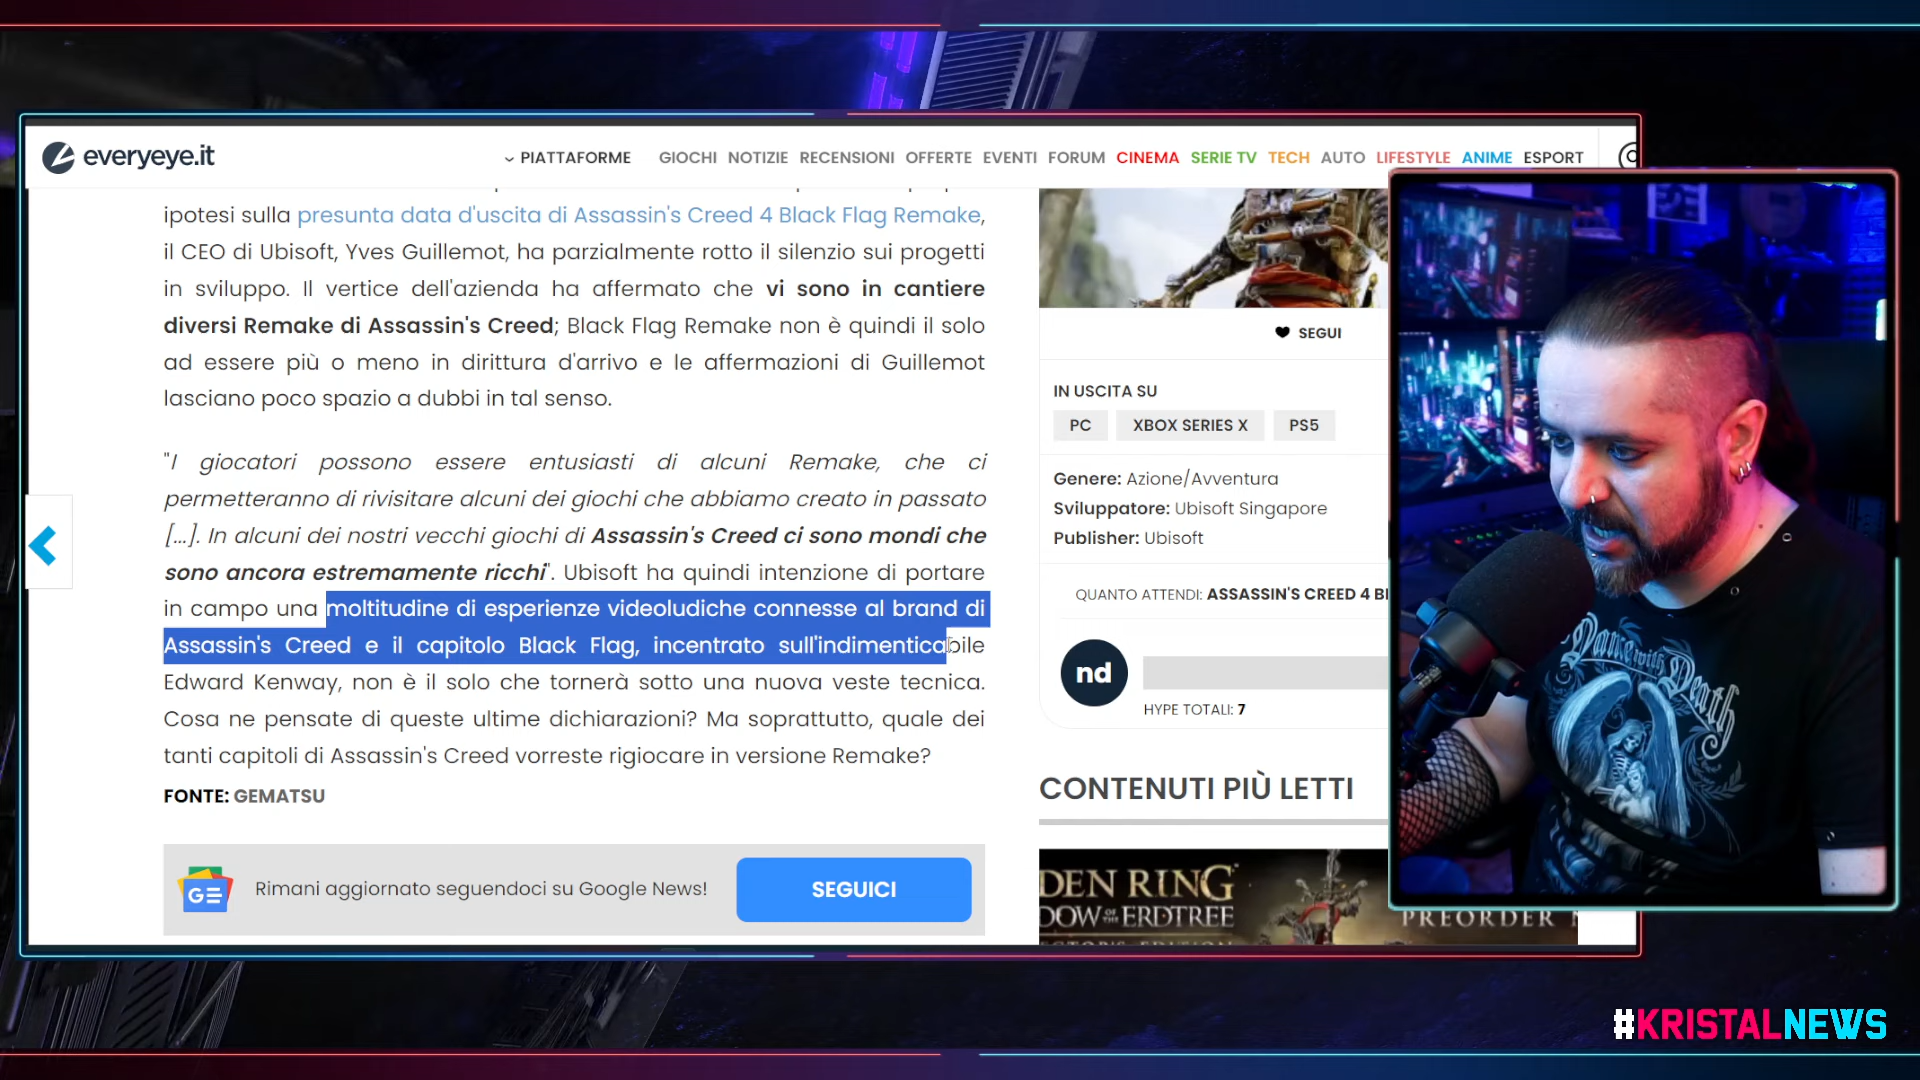 everyeye.it
PIATTAFORME GIOCHI NOTIZIE RECENSIONI OFFERTE EVENTI FORUM CINEMA SERIE TV TECH AUTO LIFESTYLE ANIME ESPORT
ipotesi sulla presunta data d'uscita di Assassin's Creed 4 Black Flag Remake,
il CEO di Ubisoft, Yves Guillemot, ha parzialmente rotto il silenzio sui progetti
in sviluppo. Il vertice dell'azienda ha affermato che vi sono in cantiere
diversi Remake di Assassin's Creed; Black Flag Remake non è quindi il solo
ad essere più o meno in dirittura d'arrivo e le affermazioni di Guillemot
lasciano poco spazio a dubbi in tal senso.
"I giocatori possono essere entusiasti di alcuni Remake, che ci
permetteranno di rivisitare alcuni dei giochi che abbiamo creato in passato
[...]. In alcuni dei nostri vecchi giochi di Assassin's Creed ci sono mondi che
sono ancora estremamente ricchi". Ubisoft ha quindi intenzione di portare
in campo una moltitudine di esperienze videoludiche connesse al brand di
Assassin's Creed e il capitolo Black Flag, incentrato sull'indimenticabile
Edward Kenway, non è il solo che tornerà sotto una nuova veste tecnica.
Cosa ne pensate di queste ultime dichiarazioni? Ma soprattutto, quale dei
tanti capitoli di Assassin's Creed vorreste rigiocare in versione Remake?
FONTE: GEMATSU
GE
Rimani aggiornato seguendoci su Google News!
SEGUICI
SEGUI
IN USCITA SU
PC XBOX SERIES X PS5
Genere: Azione/Avventura
Sviluppatore: Ubisoft Singapore
Publisher: Ubisoft
QUANTO ATTENDI: ASSASSIN'S CREED 4 BL
nd
HYPE TOTALI: 7
CONTENUTI PIÙ LETTI
DEN RING
DOW OF THE ERDTREE
PREORDER
Dance with Death
#KRISTALNEWS